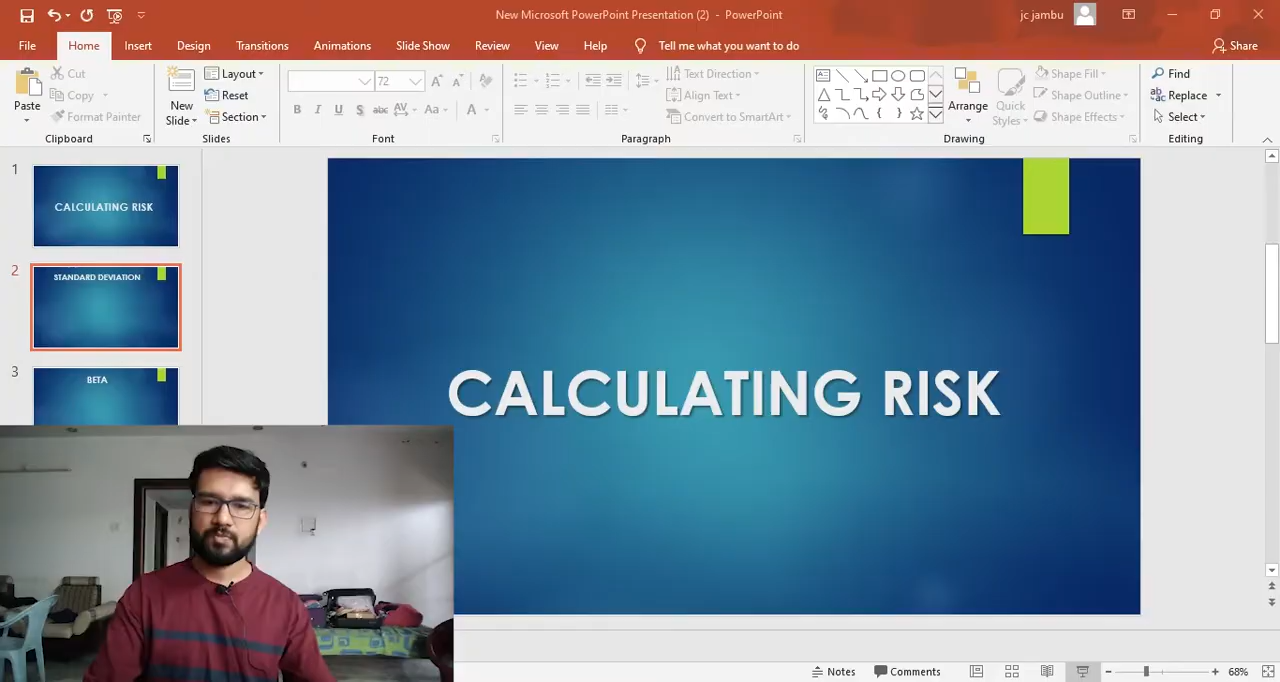 New Microsoft PowerPoint Presentation (2) - PowerPoint
jc jambu
File Home Insert Design Transitions Animations Slide Show Review View Help Tell me what you want to do
Share
Paste
Cut
Copy
Format Painter
Clipboard
New
Slide
Layout
Reset
Section
Slides
72
B I U S abc AV Aa A
Font
Text Direction
Align Text
Convert to SmartArt
Paragraph
Arrange
Quick
Styles
Shape Fill
Shape Outline
Shape Effects
Drawing
Find
Replace
Select
Editing
1
CALCULATING RISK
2
STANDARD DEVIATION
3
BETA
CALCULATING RISK
Notes
Comments
68%